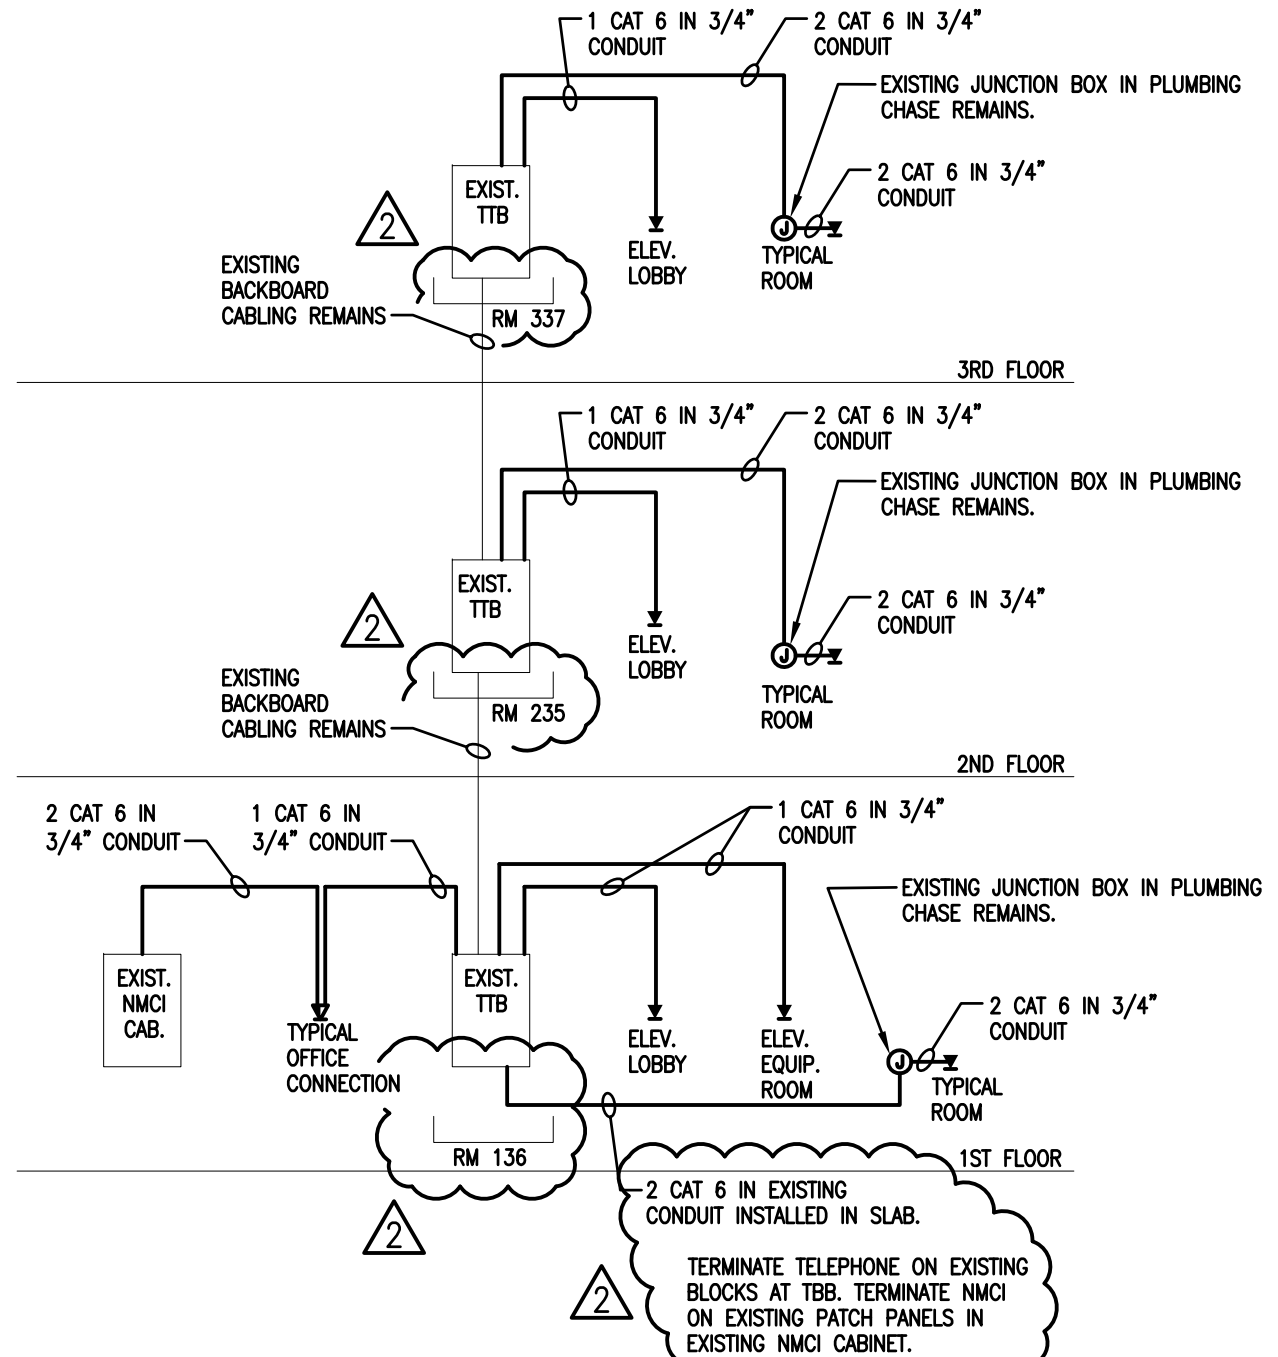 1 CAT 6 IN 3/4"
CONDUIT
2 CAT 6 IN 3/4"
CONDUIT
EXISTING JUNCTION BOX IN PLUMBING
CHASE REMAINS.
2 CAT 6 IN 3/4"
CONDUIT
EXIST.
TTB
2
J
ELEV.
LOBBY
TYPICAL
ROOM
EXISTING
BACKBOARD
CABLING REMAINS
RM 337
3RD FLOOR
1 CAT 6 IN 3/4"
CONDUIT
2 CAT 6 IN 3/4"
CONDUIT
EXISTING JUNCTION BOX IN PLUMBING
CHASE REMAINS.
EXIST.
TTB
2 CAT 6 IN 3/4"
CONDUIT
2
J
ELEV.
LOBBY
TYPICAL
ROOM
EXISTING
BACKBOARD
CABLING REMAINS
RM 235
2ND FLOOR
2 CAT 6 IN
3/4" CONDUIT
1 CAT 6 IN
3/4" CONDUIT
1 CAT 6 IN 3/4"
CONDUIT
EXISTING JUNCTION BOX IN PLUMBING
CHASE REMAINS.
EXIST.
NMCI
CAB.
EXIST.
TTB
2 CAT 6 IN 3/4"
CONDUIT
TYPICAL
OFFICE
CONNECTION
ELEV.
LOBBY
ELEV.
EQUIP.
ROOM
J
TYPICAL
ROOM
RM 136
1ST FLOOR
2
2 CAT 6 IN EXISTING
CONDUIT INSTALLED IN SLAB.
2
TERMINATE TELEPHONE ON EXISTING
BLOCKS AT TBB. TERMINATE NMCI
ON EXISTING PATCH PANELS IN
EXISTING NMCI CABINET.